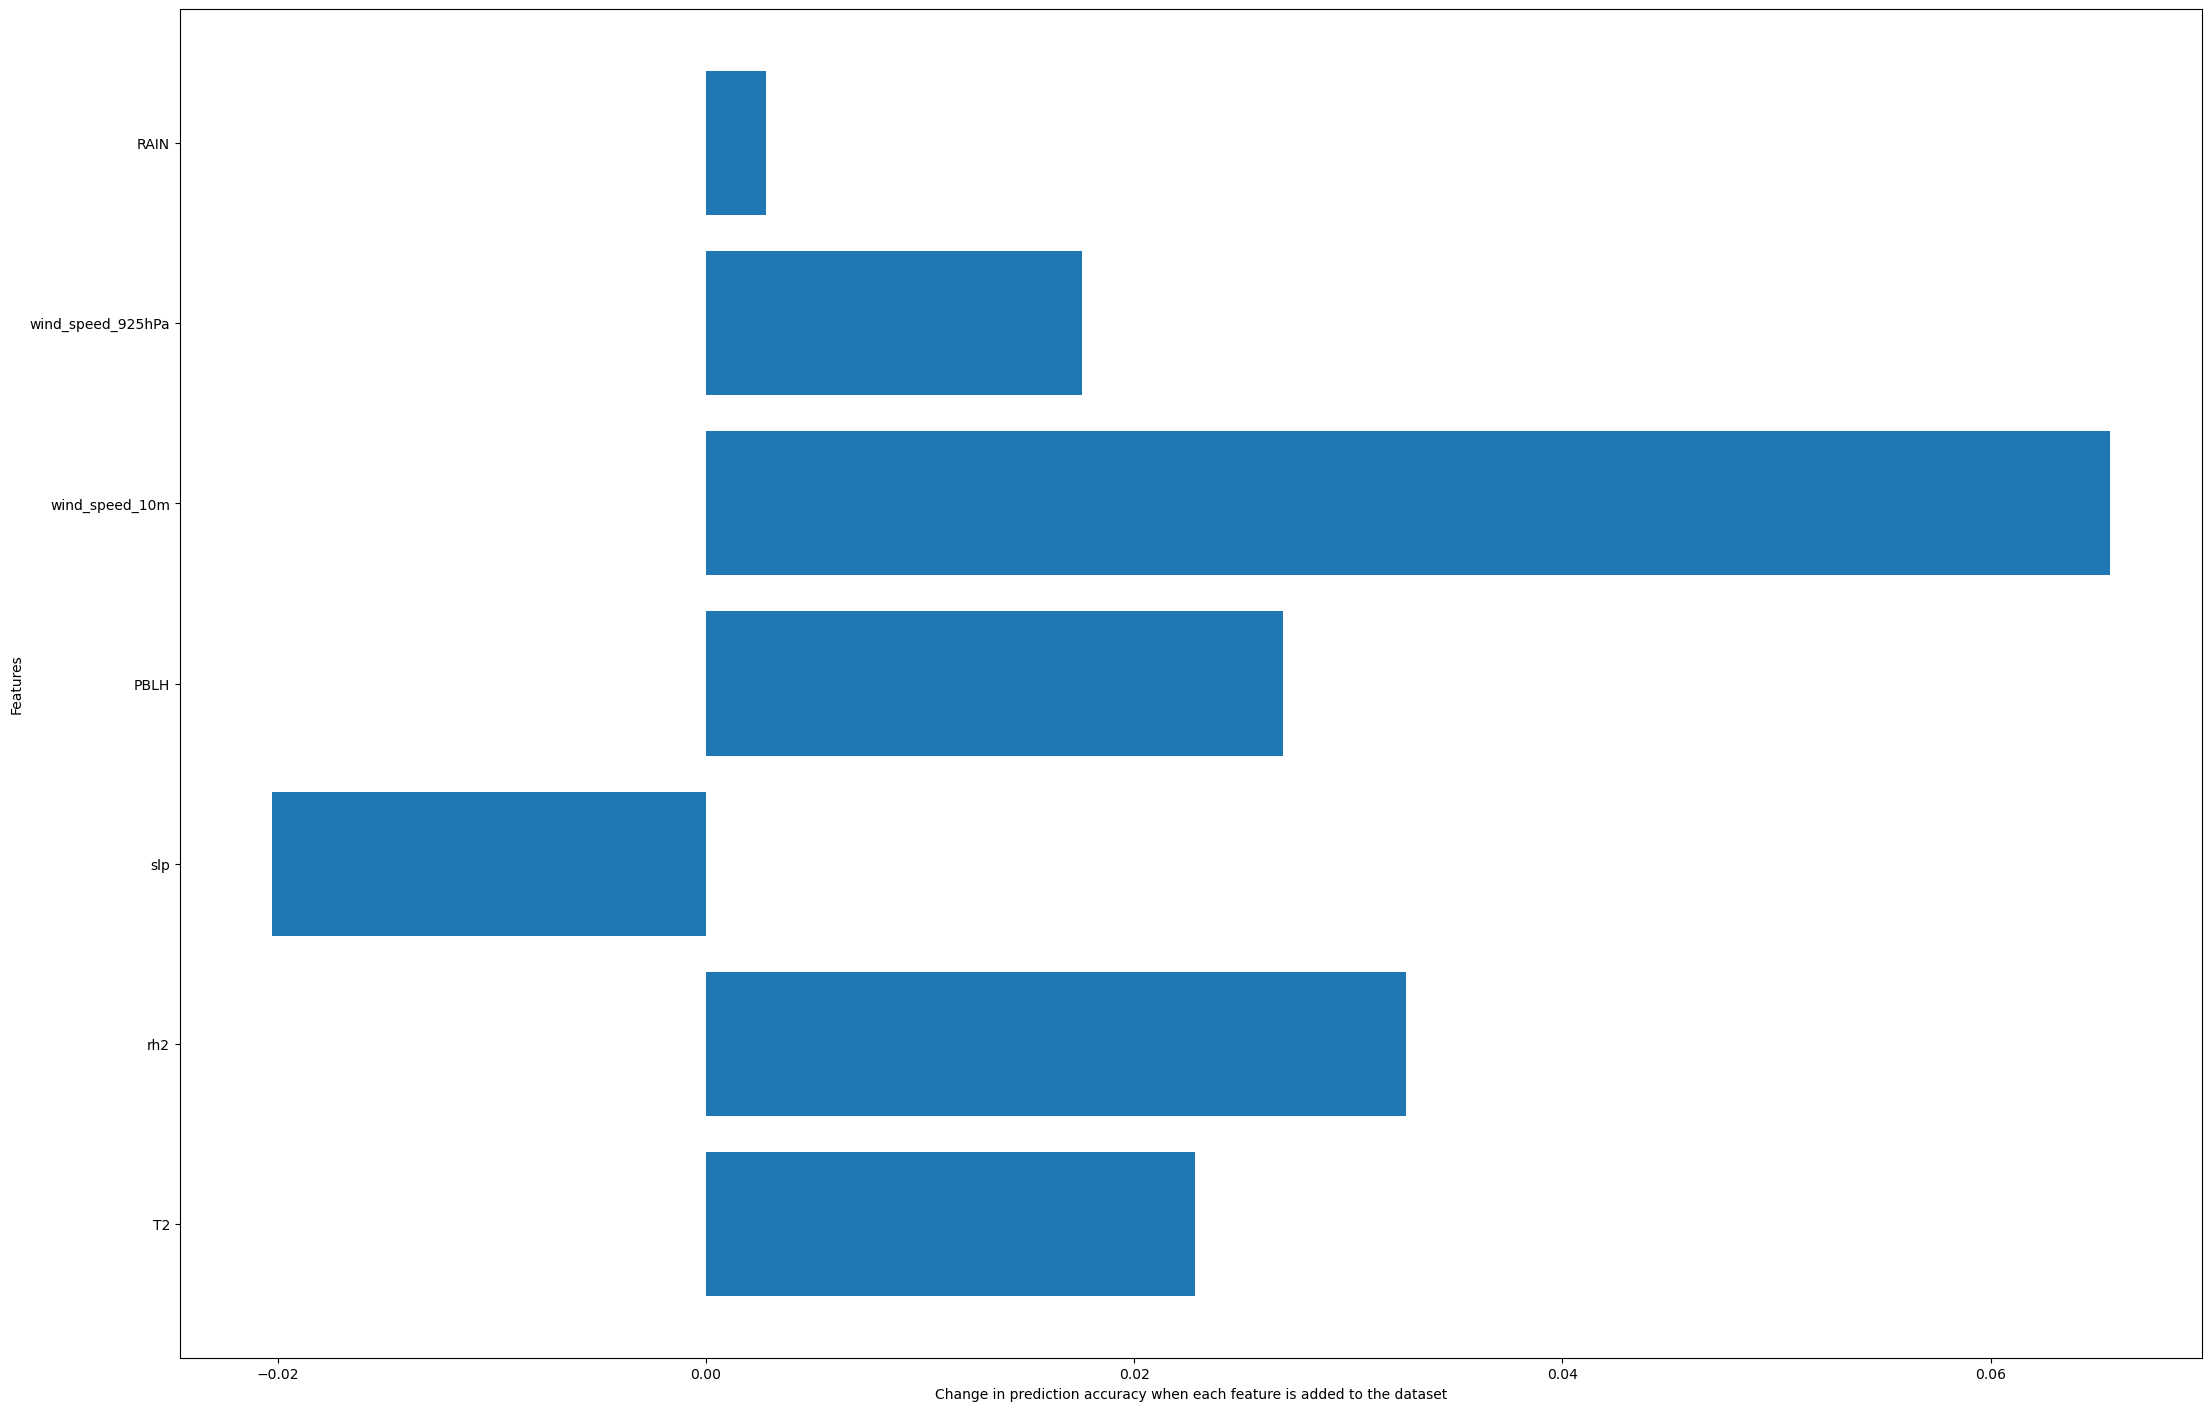 RAIN
wind_speed_925hPa
wind_speed_10m
PBLH
slp
rh2
T2
Features
−0.02
0.00
0.02
0.04
0.06
Change in prediction accuracy when each feature is added to the dataset